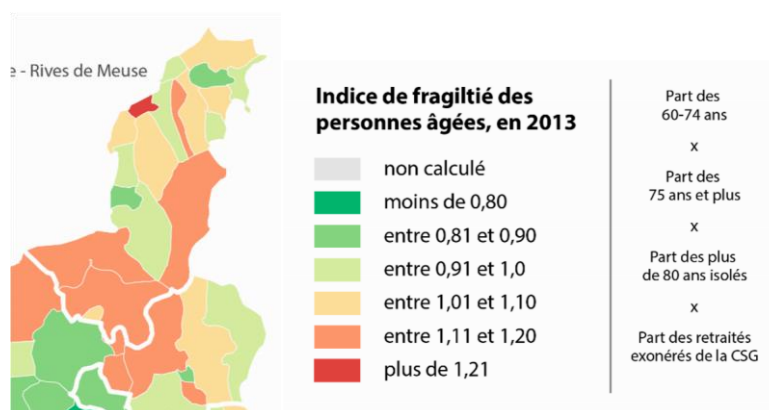 e - Rives de Meuse
Indice de fragiltié des
personnes âgées, en 2013
non calculé
moins de 0,80
entre 0,81 et 0,90
entre 0,91 et 1,0
entre 1,01 et 1,10
entre 1,11 et 1,20
plus de 1,21
Part des
60-74 ans
x
Part des
75 ans et plus
x
Part des plus
de 80 ans isolés
x
Part des retraités
exonérés de la CSG